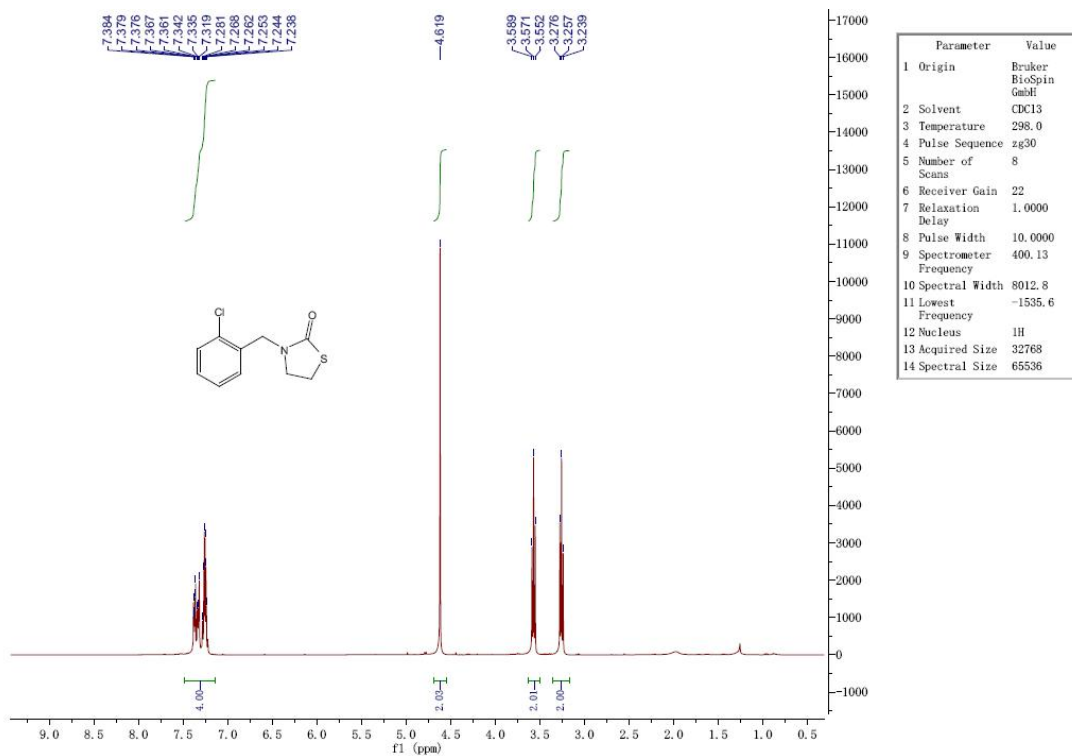 7.384
7.379
7.376
7.367
7.361
7.342
7.335
7.319
7.281
7.268
7.262
7.253
7.244
7.238
4.619
3.589
3.571
3.552
3.276
3.257
3.239
17000
16000
15000
14000
13000
12000
11000
10000
9000
8000
7000
6000
5000
4000
3000
2000
1000
0
-1000
Parameter Value
1 Origin Bruker
BioSpin
GmbH
2 Solvent CDCl3
3 Temperature 298.0
4 Pulse Sequence zg30
5 Number of 8
Scans
6 Receiver Gain 22
7 Relaxation 1.0000
Delay
8 Pulse Width 10.0000
9 Spectrometer 400.13
Frequency
10 Spectral Width 8012.8
11 Lowest -1535.6
Frequency
12 Nucleus 1H
13 Acquired Size 32768
14 Spectral Size 65536
Cl
O
N
S
4.00
2.03
2.01
2.00
9.0 8.5 8.0 7.5 7.0 6.5 6.0 5.5 5.0 4.5 4.0 3.5 3.0 2.5 2.0 1.5 1.0 0.5
f1 (ppm)